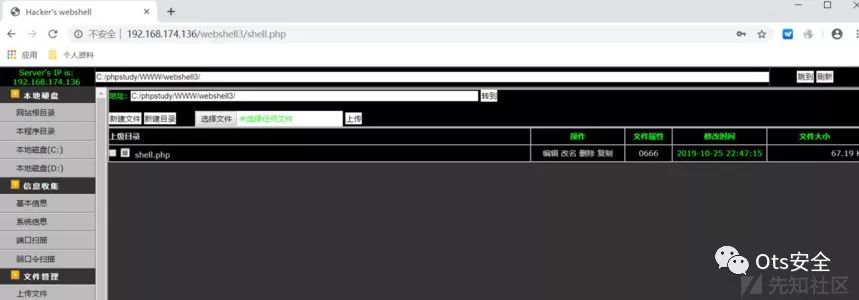 Hacker's webshell
不安全 | 192.168.174.136/webshell3/shell.php
应用 个人资料
Server's IP is:
192.168.174.136
C:/phpstudy/WWW/webshell3/
跳到 刷新
本地硬盘
网站根目录
本程序目录
本地磁盘(C:)
本地磁盘(D:)
信息收集
基本信息
系统信息
端口扫描
弱口令扫描
文件管理
上传文件
地址: C:/phpstudy/WWW/webshell3/ 转到
新建文件 新建目录 选择文件 未选择任何文件 上传
上级目录 操作 文件属性 修改时间 文件大小
shell.php 编辑 改名 删除 复制 0666 2019-10-25 22:47:15 67.19
Ots安全
先知社区